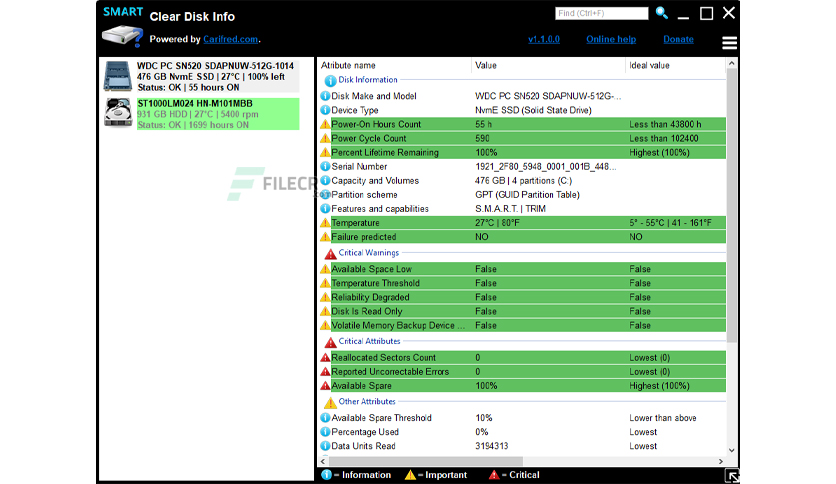 SMART
Clear Disk Info
Find (Ctrl+F)
Powered by Carifred.com.
v1.1.0.0 Online help Donate
WDC PC SN520 SDAPNUW-512G-1014
476 GB NvmE SSD | 27°C | 100% left
Status: OK | 55 hours ON
ST1000LM024 HN-M101MBB
931 GB HDD | 27°C | 5400 rpm
Status: OK | 1699 hours ON
FILECR
Attribute name Value Ideal value
Disk Information
Disk Make and Model WDC PC SN520 SDAPNUW-512G-...
Device Type NvmE SSD (Solid State Drive)
Power-On Hours Count 55 h Less than 43800 h
Power Cycle Count 590 Less than 102400
Percent Lifetime Remaining 100% Highest (100%)
Serial Number 1921_2F80_5948_0001_001B_448...
Capacity and Volumes 476 GB | 4 partitions (C:)
Partition scheme GPT (GUID Partition Table)
Features and capabilities S.M.A.R.T. | TRIM
Temperature 27°C | 80°F 5° - 55°C | 41 - 161°F
Failure predicted NO NO
Critical Warnings
Available Space Low False False
Temperature Threshold False False
Reliability Degraded False False
Disk Is Read Only False False
Volatile Memory Backup Device ... False False
Critical Attributes
Reallocated Sectors Count 0 Lowest (0)
Reported Uncorrectable Errors 0 Lowest (0)
Available Spare 100% Highest (100%)
Other Attributes
Available Spare Threshold 10% Lower than above
Percentage Used 0% Lowest
Data Units Read 3194313 Lowest
= Information = Important = Critical